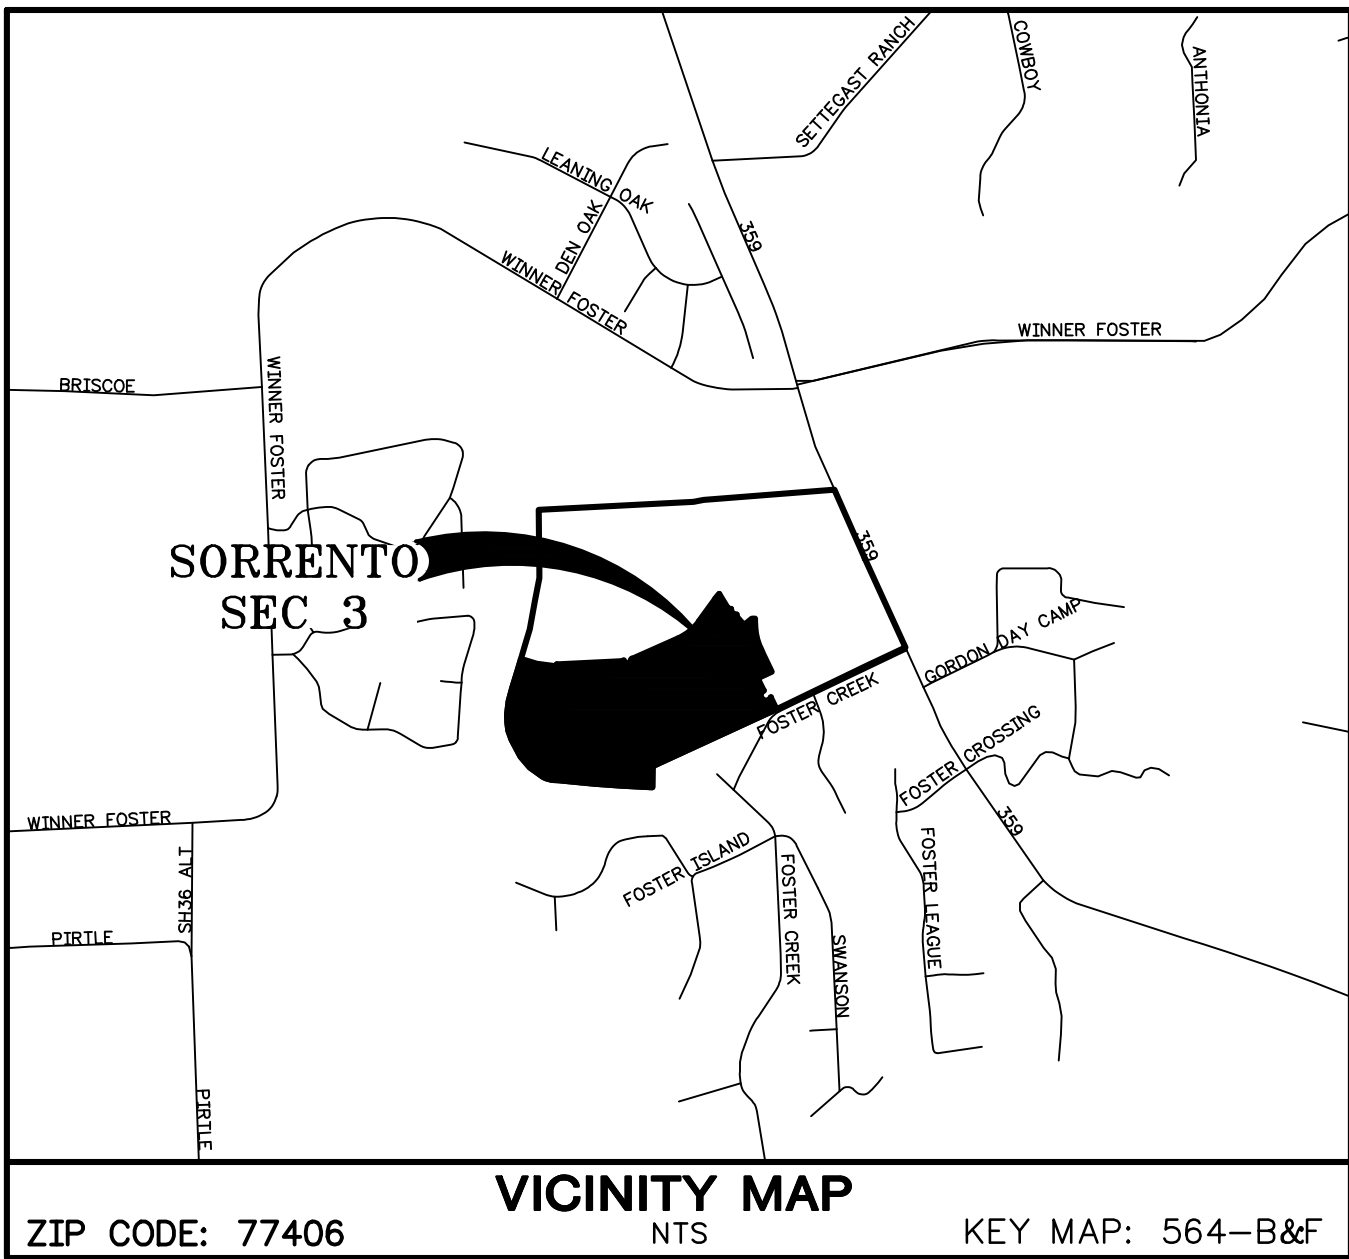 SETTEGAST RANCH
COWBOY
ANTHONIA
LEANING OAK
DEN OAK
359
WINNER FOSTER
WINNER FOSTER
BRISCOE
WINNER FOSTER
SORRENTO
SEC 3
359
GORDON DAY CAMP
FOSTER CREEK
FOSTER CROSSING
WINNER FOSTER
359
SH36 ALT
FOSTER ISLAND
FOSTER CREEK
FOSTER LEAGUE
SWANSON
PIRTLE
PIRTLE
VICINITY MAP
ZIP CODE: 77406
NTS
KEY MAP: 564-B&F